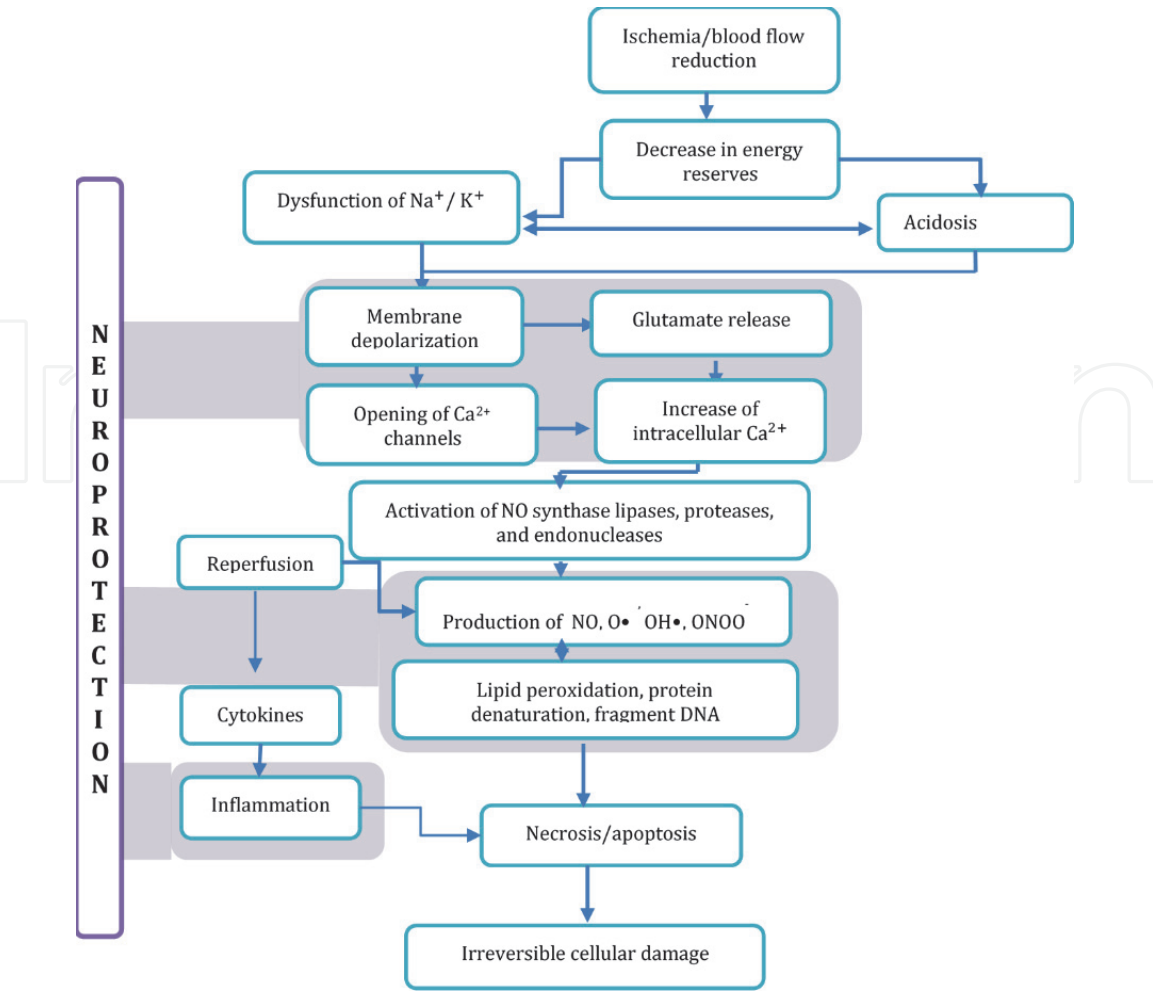 Ischemia/blood flow
reduction
Decrease in energy
reserves
Dysfunction of Na⁺/ K⁺
Acidosis
Membrane
depolarization
Glutamate release
Opening of Ca²⁺
channels
Increase of
intracellular Ca²⁺
Activation of NO synthase lipases, proteases,
and endonucleases
Reperfusion
Production of NO, O• ʹ OH•, ONOO⁻
Lipid peroxidation, protein
denaturation, fragment DNA
Cytokines
Inflammation
Necrosis/apoptosis
Irreversible cellular damage
NEUROPROTECTION